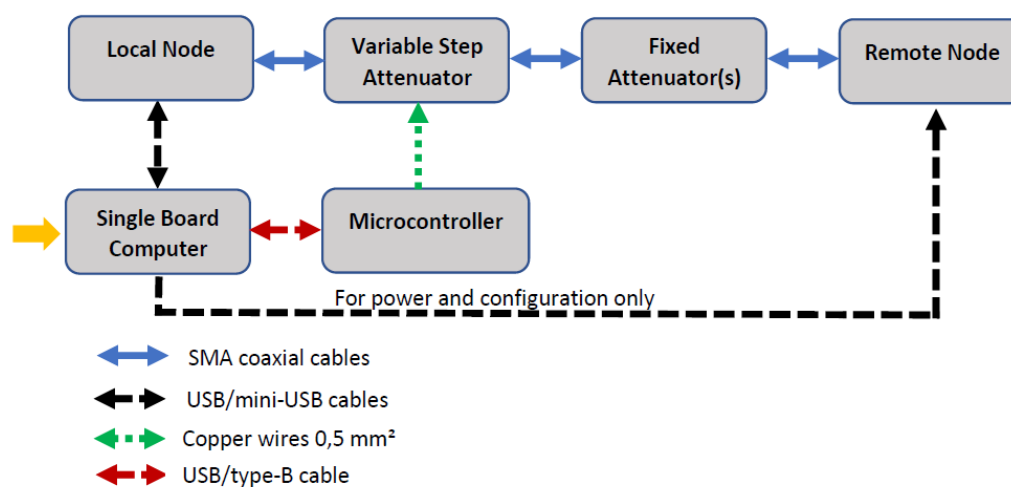 Local Node
Variable Step
Attenuator
Fixed
Attenuator(s)
Remote Node
Single Board
Computer
Microcontroller
For power and configuration only
SMA coaxial cables
USB/mini-USB cables
Copper wires 0,5 mm²
USB/type-B cable